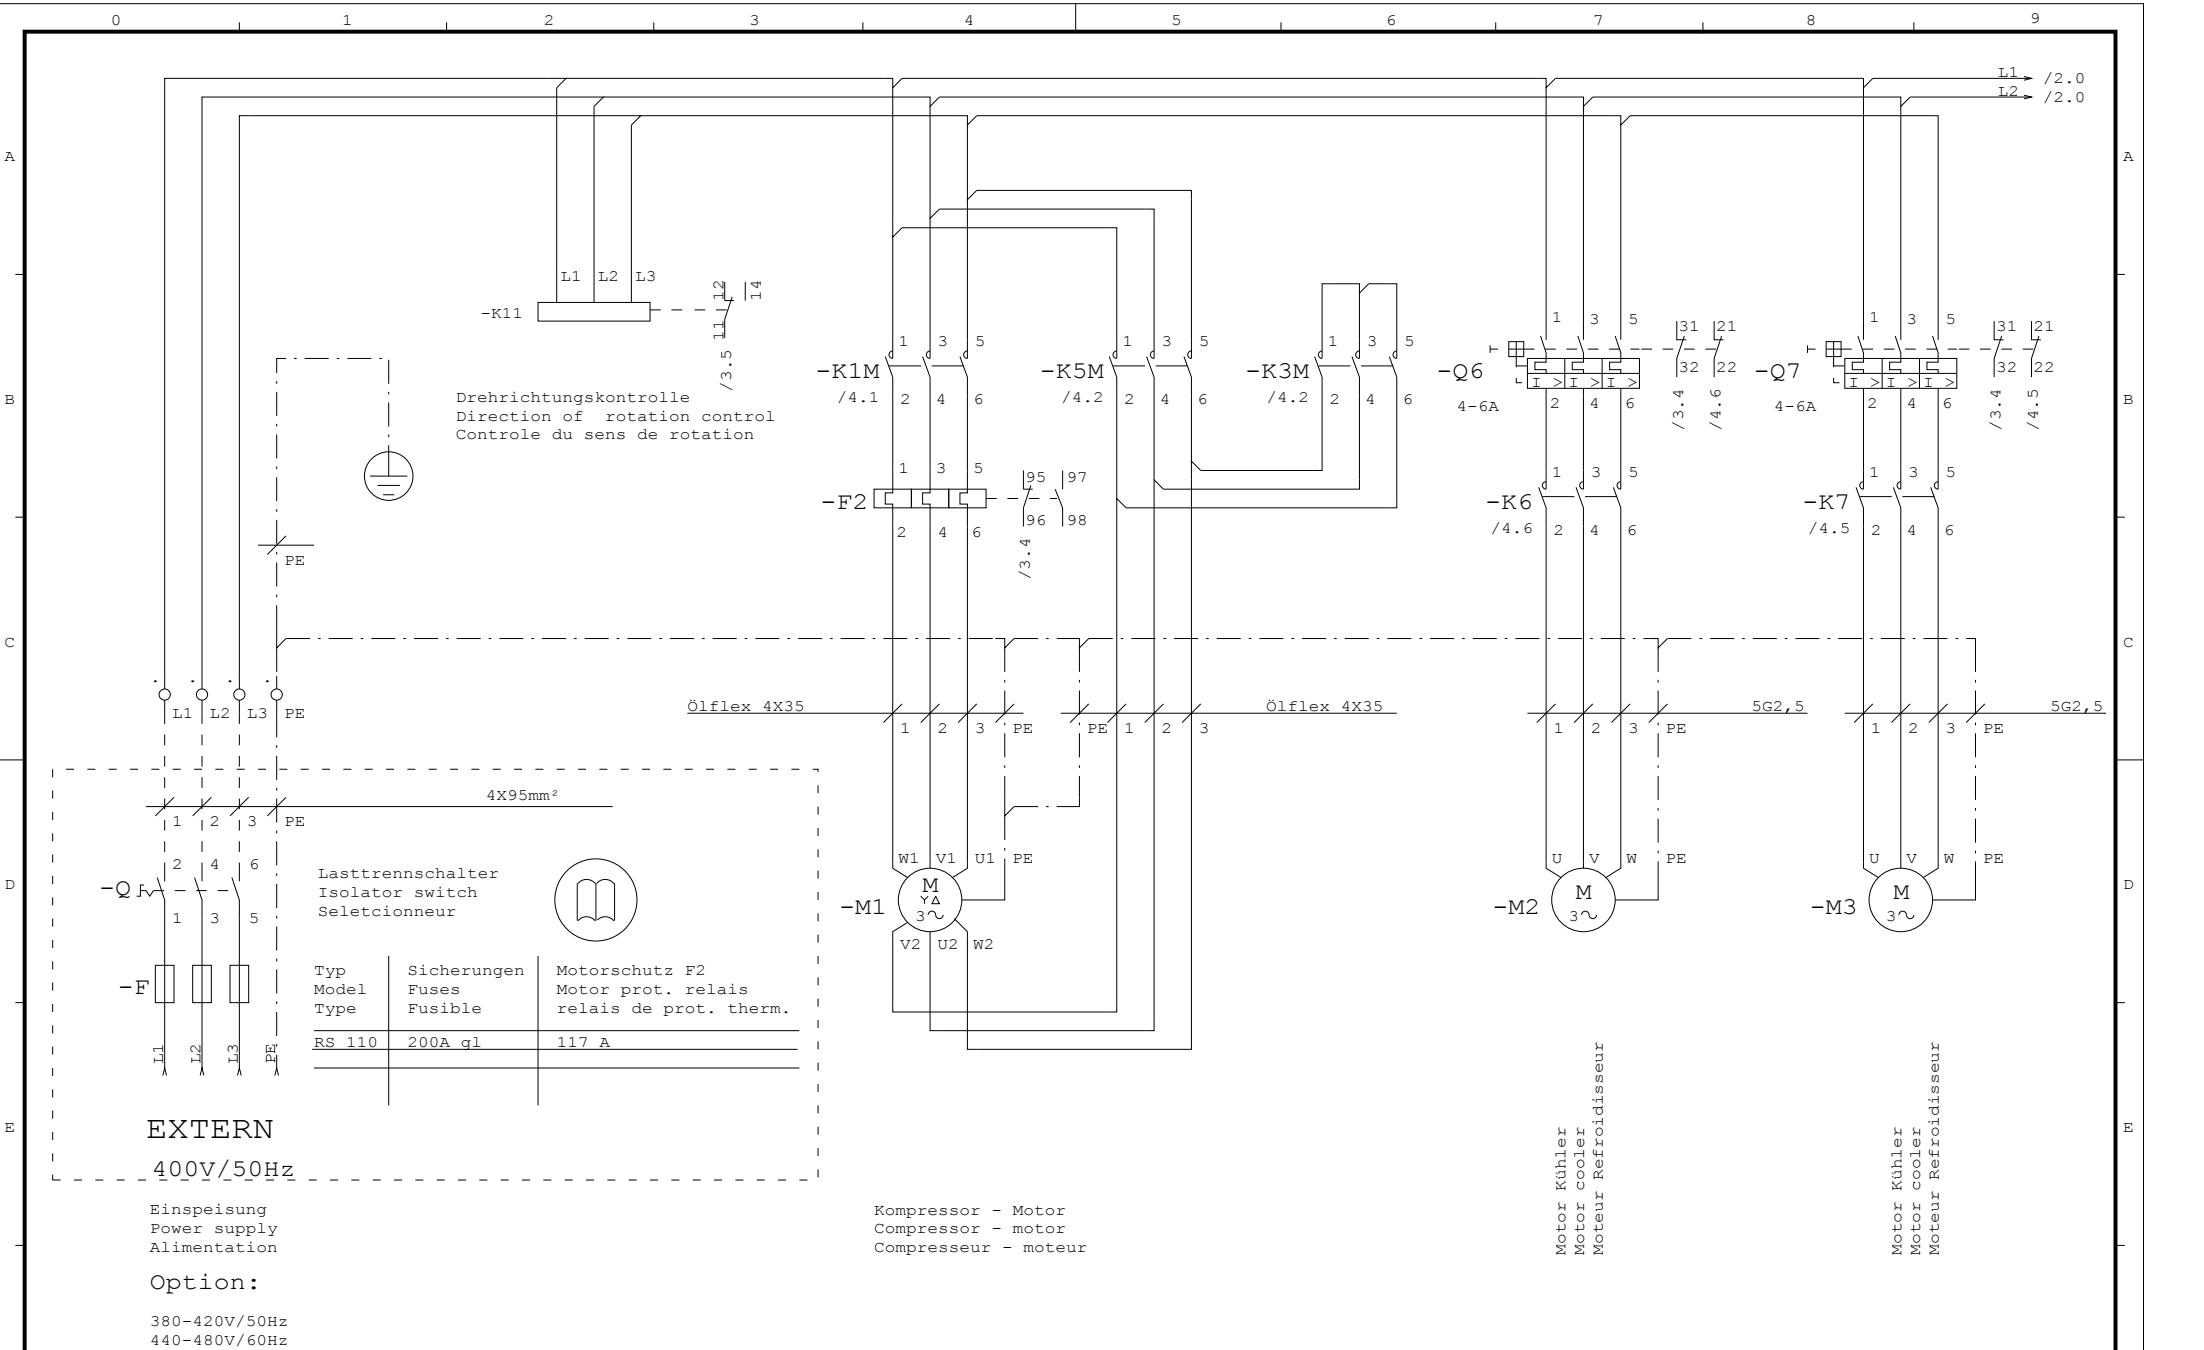 0 1 2 3 4 5 6 7 8 9
L1 /2.0
L2 /2.0
A A
L1 L2 L3
-K11
12 14
11
/3.5
Drehrichtungskontrolle
Direction of rotation control
Controle du sens de rotation
1 3 5
-K1M
/4.1 2 4 6
1 3 5
-K5M
/4.2 2 4 6
1 3 5
-K3M
/4.2 2 4 6
1 3 5
-Q6
I > I > I >
4-6A 2 4 6
31 21
32 22
/3.4 /4.6
1 3 5
-Q7
I > I > I >
4-6A 2 4 6
31 21
32 22
/3.4 /4.5
B B
1 3 5
-F2
2 4 6
95 97
96 98
/3.4
1 3 5
-K6
/4.6 2 4 6
1 3 5
-K7
/4.5 2 4 6
PE
C C
L1 L2 L3 PE
Ölflex 4X35
1 2 3 PE
Ölflex 4X35
PE 1 2 3
5G2,5
1 2 3 PE
5G2,5
1 2 3 PE
4X95mm²
1 2 3 PE
2 4 6
-Q
1 3 5
Lasttrennschalter
Isolator switch
Seletcionneur
W1 V1 U1 PE
-M1
M
Y∆
3~
V2 U2 W2
U V W PE
-M2
M
3~
U V W PE
-M3
M
3~
D D
-F
L1 L2 L3 PE
Typ
Model
Type
Sicherungen
Fuses
Fusible
Motorschutz F2
Motor prot. relais
relais de prot. therm.
RS 110 200A gl 117 A
E E
EXTERN
400V/50Hz
Einspeisung
Power supply
Alimentation
Option:
380-420V/50Hz
440-480V/60Hz
Kompressor - Motor
Compressor - motor
Compresseur - moteur
Motor Kühler
Motor cooler
Moteur Refroidisseur
Motor Kühler
Motor cooler
Moteur Refroidisseur